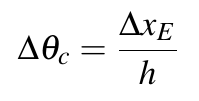 Δθ_c = Δx_E / h